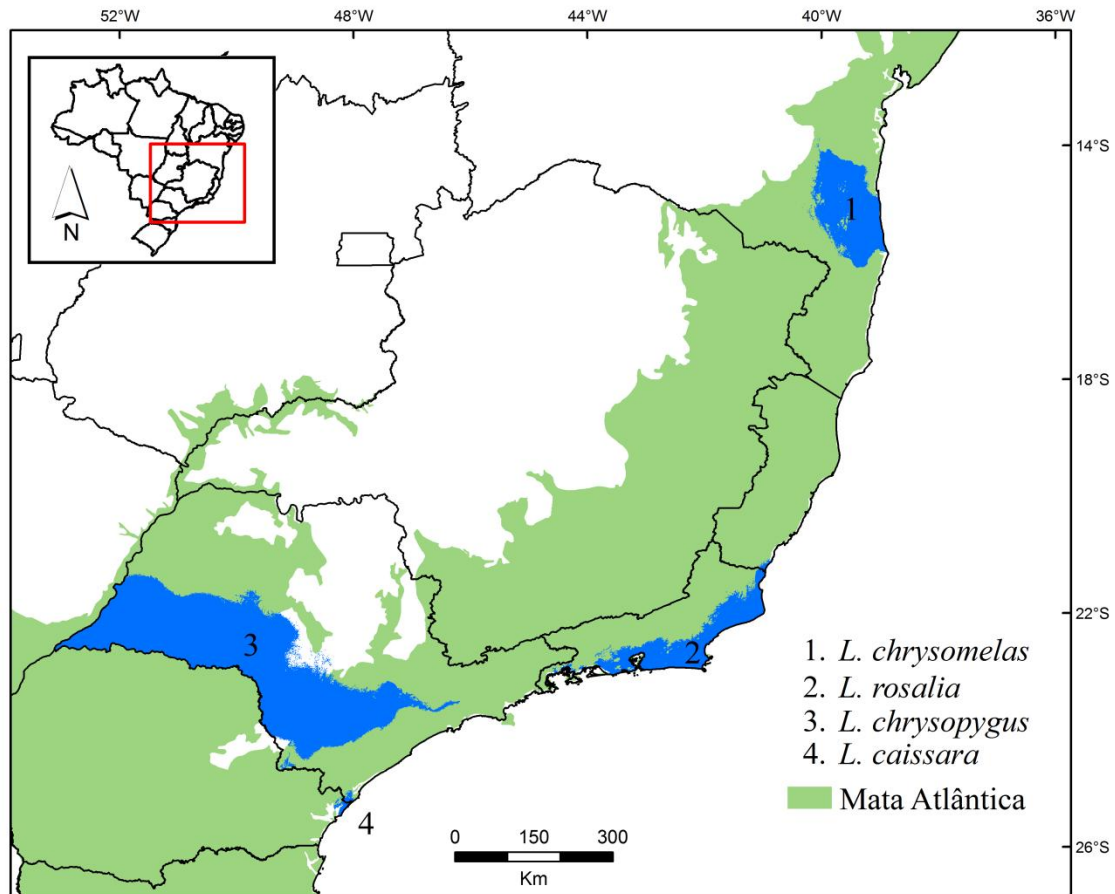 52°W 48°W 44°W 40°W 36°W
14°S
1
N
18°S
22°S
3
2
1. L. chrysomelas
2. L. rosalia
3. L. chrysopygus
4. L. caissara
Mata Atlântica
4
0 150 300
Km
26°S